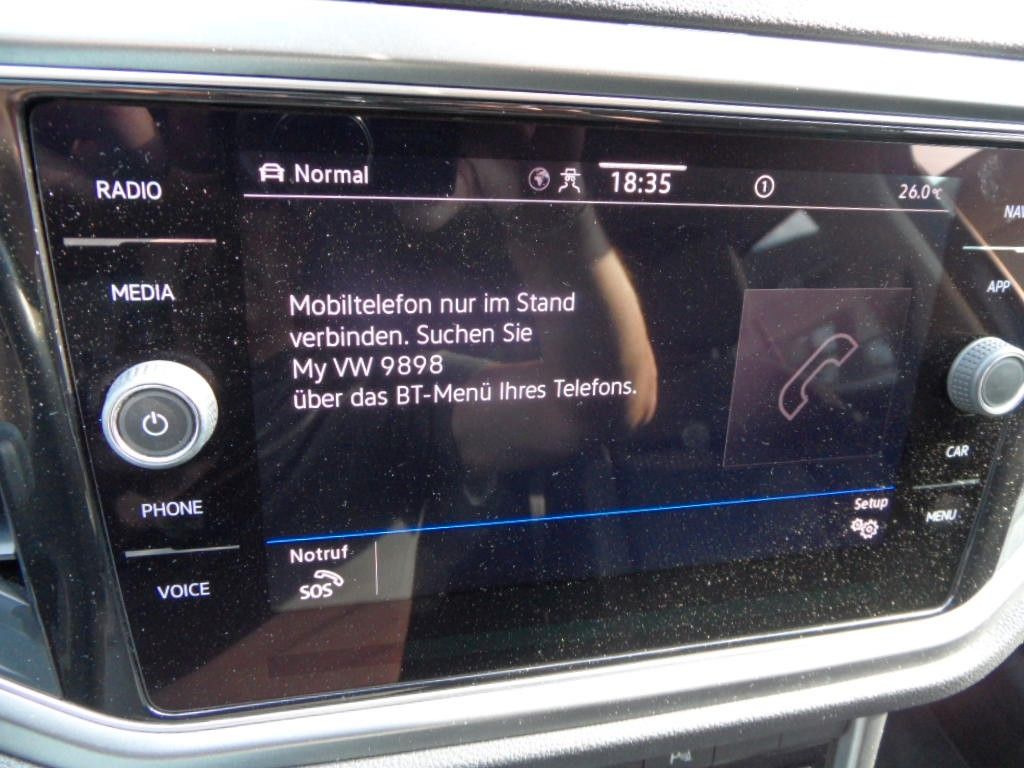 RADIO
MEDIA
PHONE
VOICE
Normal
18:35
1
26.0°C
Mobiltelefon nur im Stand
verbinden. Suchen Sie
My VW 9898
über das BT-Menü Ihres Telefons.
Notruf
SOS
Setup
NAV
APP
CAR
MENU